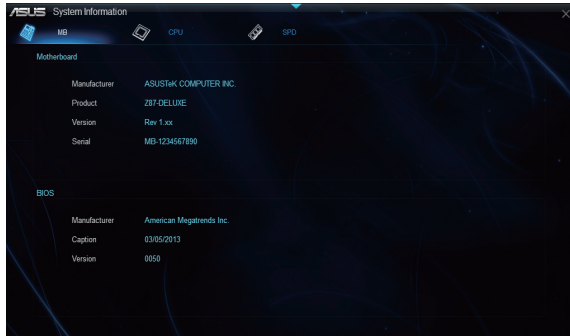 ASUS System Information
MB CPU SPD
Motherboard
Manufacturer ASUSTeK COMPUTER INC.
Product Z87-DELUXE
Version Rev 1.xx
Serial MB-1234567890
BIOS
Manufacturer American Megatrends Inc.
Caption 03/05/2013
Version 0050